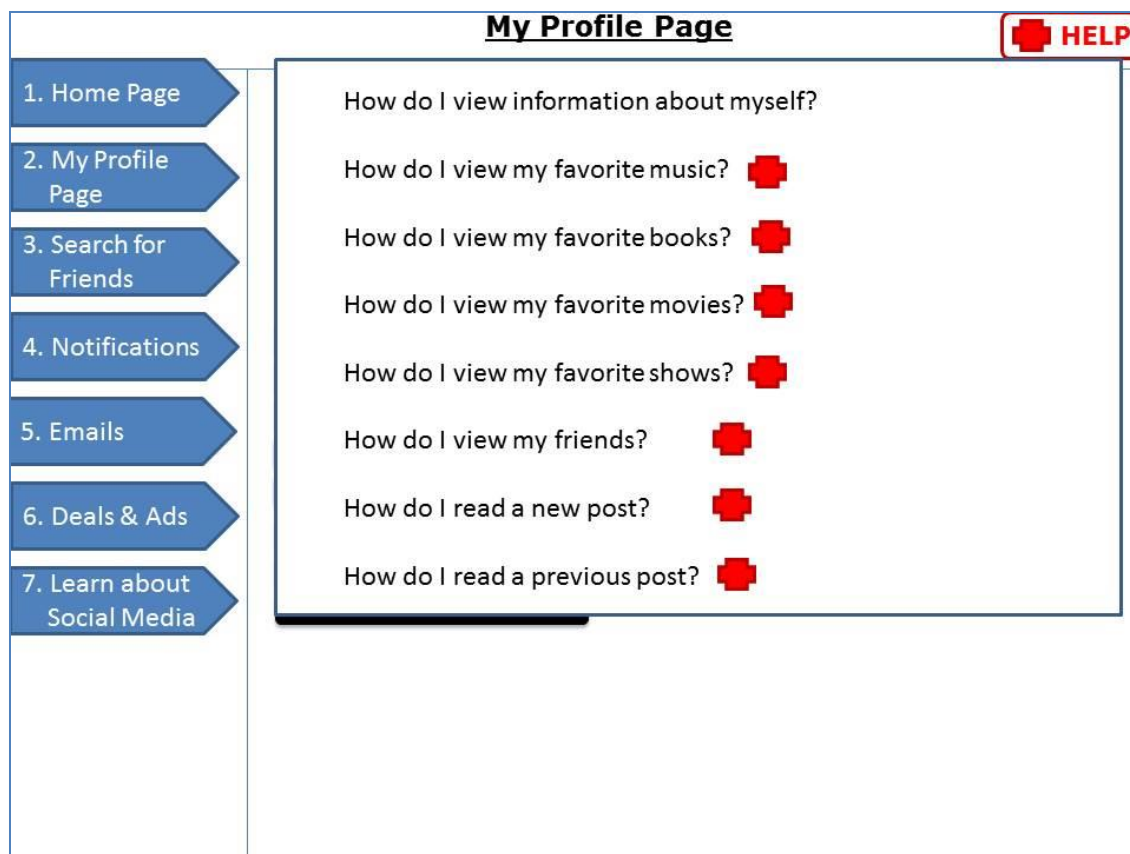 My Profile Page
HELP
1. Home Page
2. My Profile
Page
3. Search for
Friends
4. Notifications
5. Emails
6. Deals & Ads
7. Learn about
Social Media
How do I view information about myself?
How do I view my favorite music?
How do I view my favorite books?
How do I view my favorite movies?
How do I view my favorite shows?
How do I view my friends?
How do I read a new post?
How do I read a previous post?